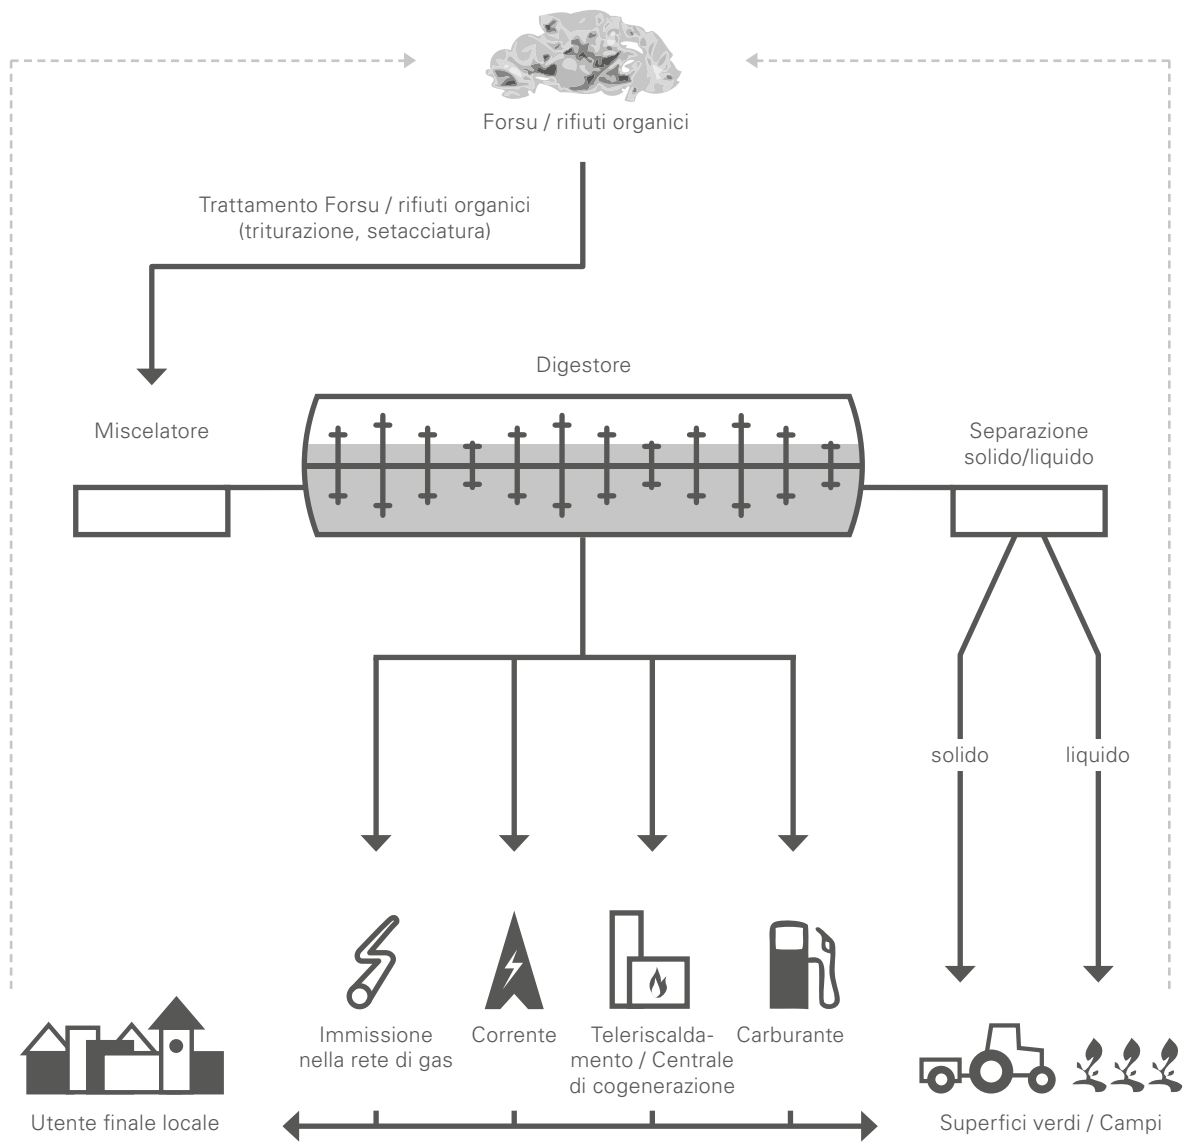 Forsu / rifiuti organici
Trattamento Forsu / rifiuti organici
(triturazione, setacciatura)
Digestore
Miscelatore
Separazione
solido/liquido
solido
liquido
Immissione
nella rete di gas
Corrente
Teleriscalda-
mento / Centrale
di cogenerazione
Carburante
Utente finale locale
Superfici verdi / Campi